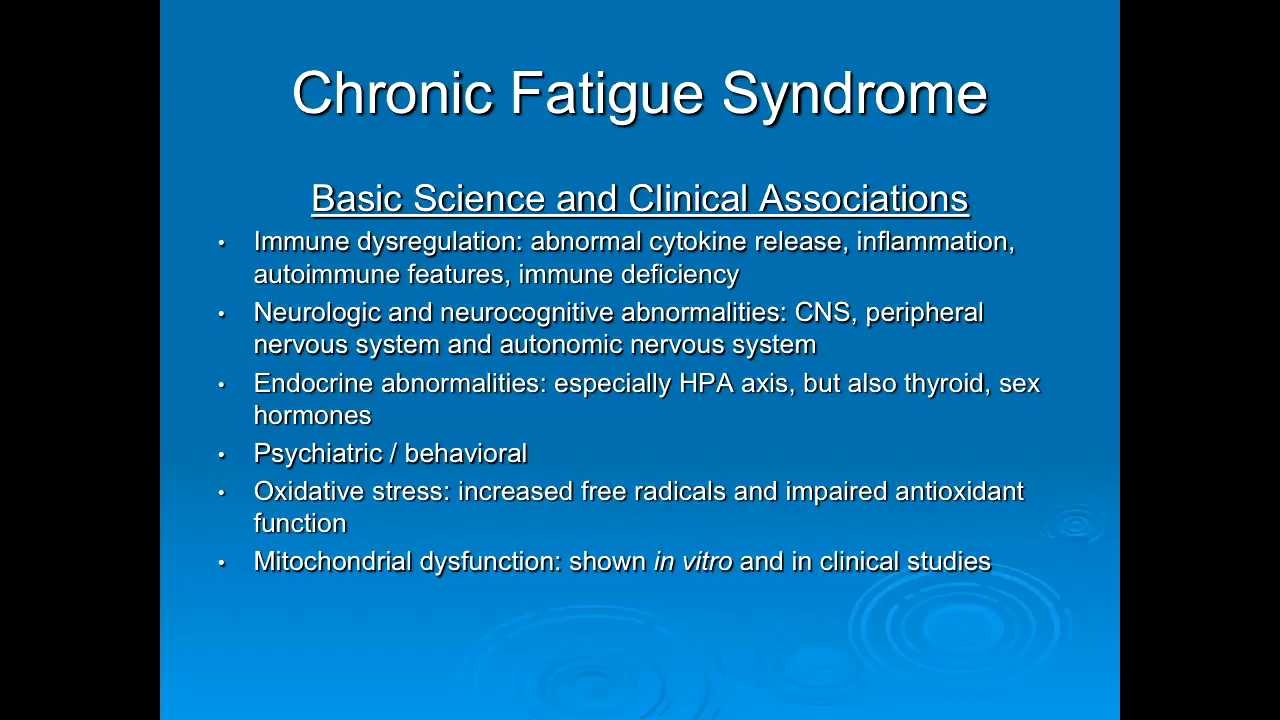 Chronic Fatigue Syndrome
Basic Science and Clinical Associations
• Immune dysregulation: abnormal cytokine release, inflammation,
autoimmune features, immune deficiency
• Neurologic and neurocognitive abnormalities: CNS, peripheral
nervous system and autonomic nervous system
• Endocrine abnormalities: especially HPA axis, but also thyroid, sex
hormones
• Psychiatric / behavioral
• Oxidative stress: increased free radicals and impaired antioxidant
function
• Mitochondrial dysfunction: shown in vitro and in clinical studies